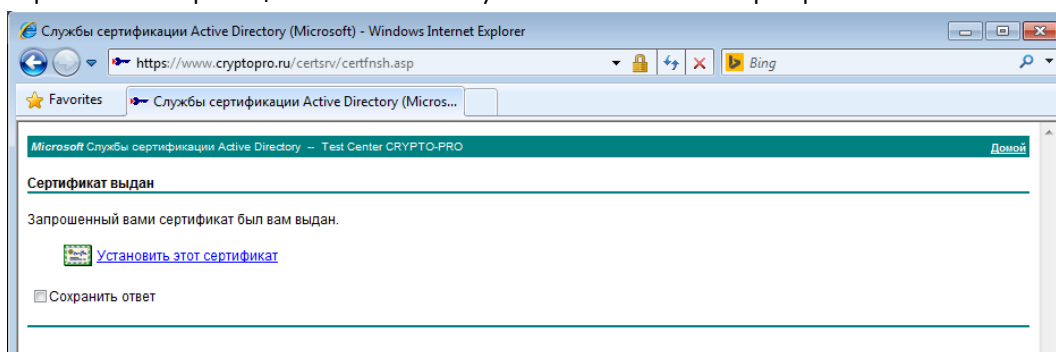 Службы сертификации Active Directory (Microsoft) - Windows Internet Explorer
https://www.cryptopro.ru/certsrv/certfnsh.asp
Bing
Favorites
Службы сертификации Active Directory (Micros...
Microsoft Службы сертификации Active Directory -- Test Center CRYPTO-PRO
Домой
Сертификат выдан
Запрошенный вами сертификат был вам выдан.
Установить этот сертификат
Сохранить ответ